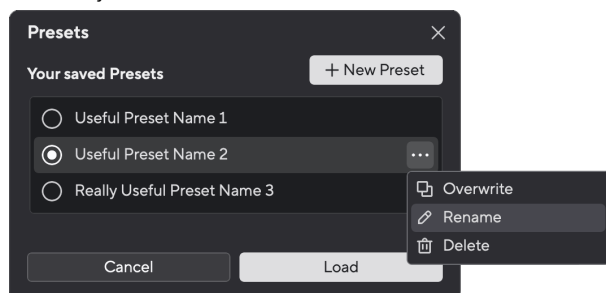 Presets
Your saved Presets
+ New Preset
Useful Preset Name 1
Useful Preset Name 2
Really Useful Preset Name 3
Overwrite
Rename
Delete
Cancel
Load